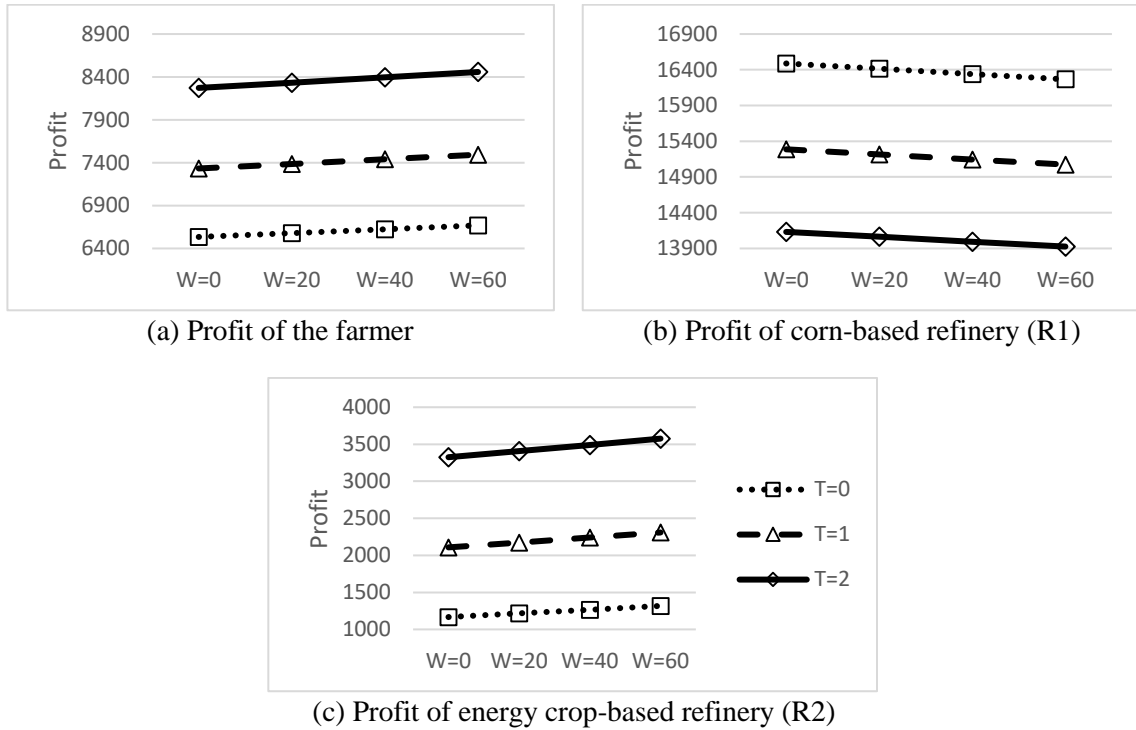 8900
8400
7900
7400
6900
6400
Profit
W=0 W=20 W=40 W=60
(a) Profit of the farmer
16900
16400
15900
15400
14900
14400
13900
Profit
W=0 W=20 W=40 W=60
(b) Profit of corn-based refinery (R1)
4000
3500
3000
2500
2000
1500
1000
Profit
W=0 W=20 W=40 W=60
T=0
T=1
T=2
(c) Profit of energy crop-based refinery (R2)